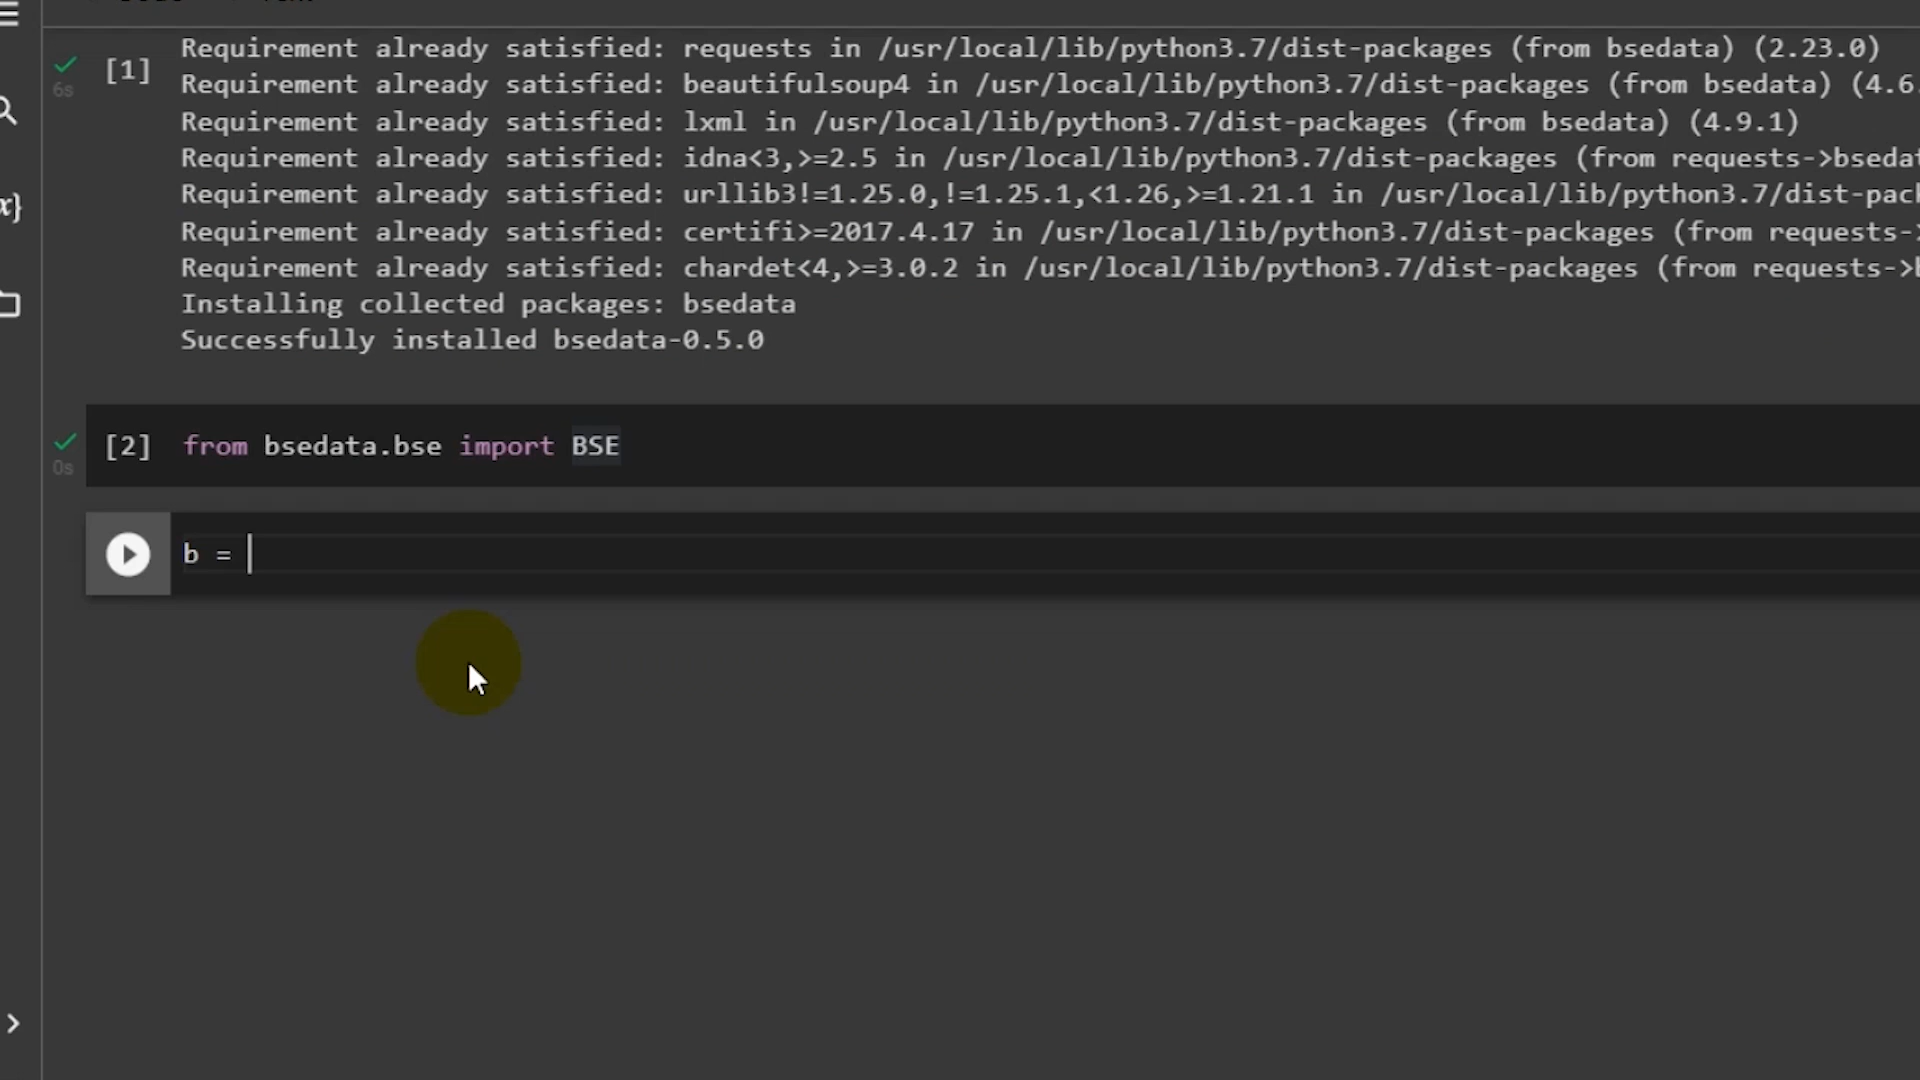 [1] Requirement already satisfied: requests in /usr/local/lib/python3.7/dist-packages (from bsedata) (2.23.0)
6s Requirement already satisfied: beautifulsoup4 in /usr/local/lib/python3.7/dist-packages (from bsedata) (4.6.
Requirement already satisfied: lxml in /usr/local/lib/python3.7/dist-packages (from bsedata) (4.9.1)
Requirement already satisfied: idna<3,>=2.5 in /usr/local/lib/python3.7/dist-packages (from requests->bsedat
Requirement already satisfied: urllib3!=1.25.0,!=1.25.1,<1.26,>=1.21.1 in /usr/local/lib/python3.7/dist-pack
Requirement already satisfied: certifi>=2017.4.17 in /usr/local/lib/python3.7/dist-packages (from requests->
Requirement already satisfied: chardet<4,>=3.0.2 in /usr/local/lib/python3.7/dist-packages (from requests->b
Installing collected packages: bsedata
Successfully installed bsedata-0.5.0
[2] from bsedata.bse import BSE
0s
b =